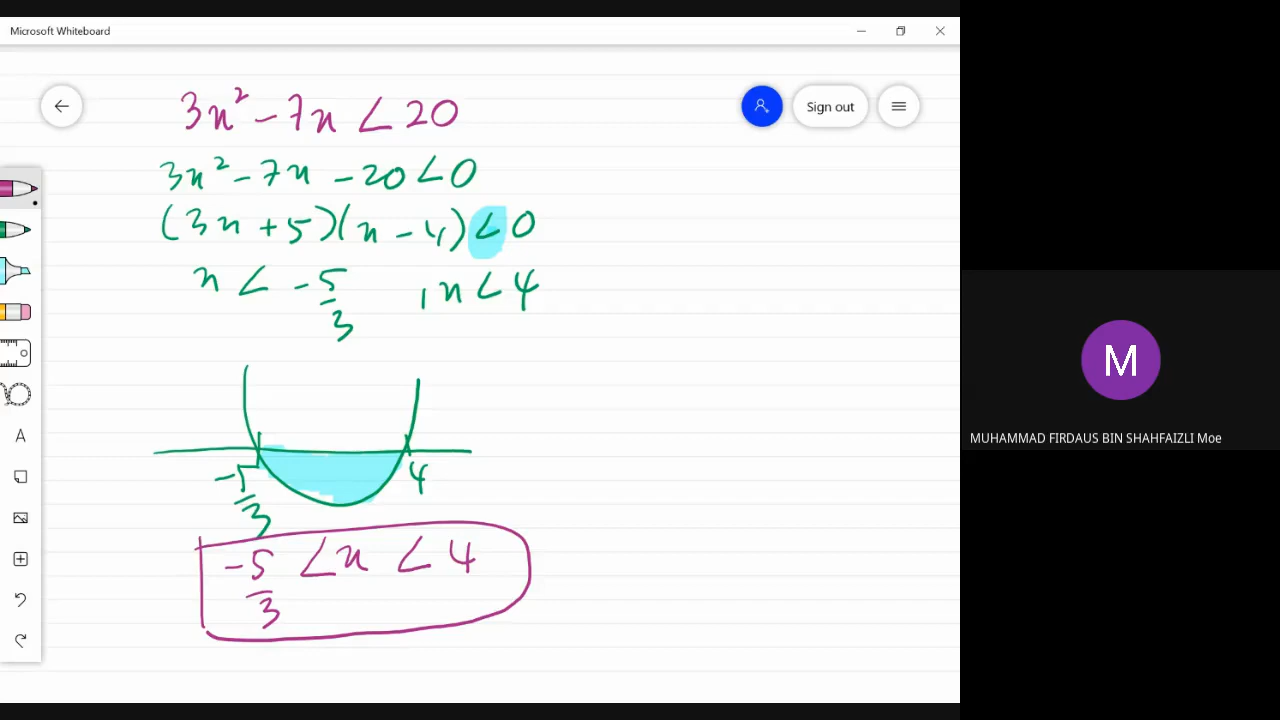 Microsoft Whiteboard
Sign out
3x² - 7x < 20
3x² - 7x - 20 < 0
(3x + 5)(x - 4) < 0
x < -5/3 , x < 4
-5/3 4
-5/3 < x < 4
A
M
MUHAMMAD FIRDAUS BIN SHAHFAIZLI Moe